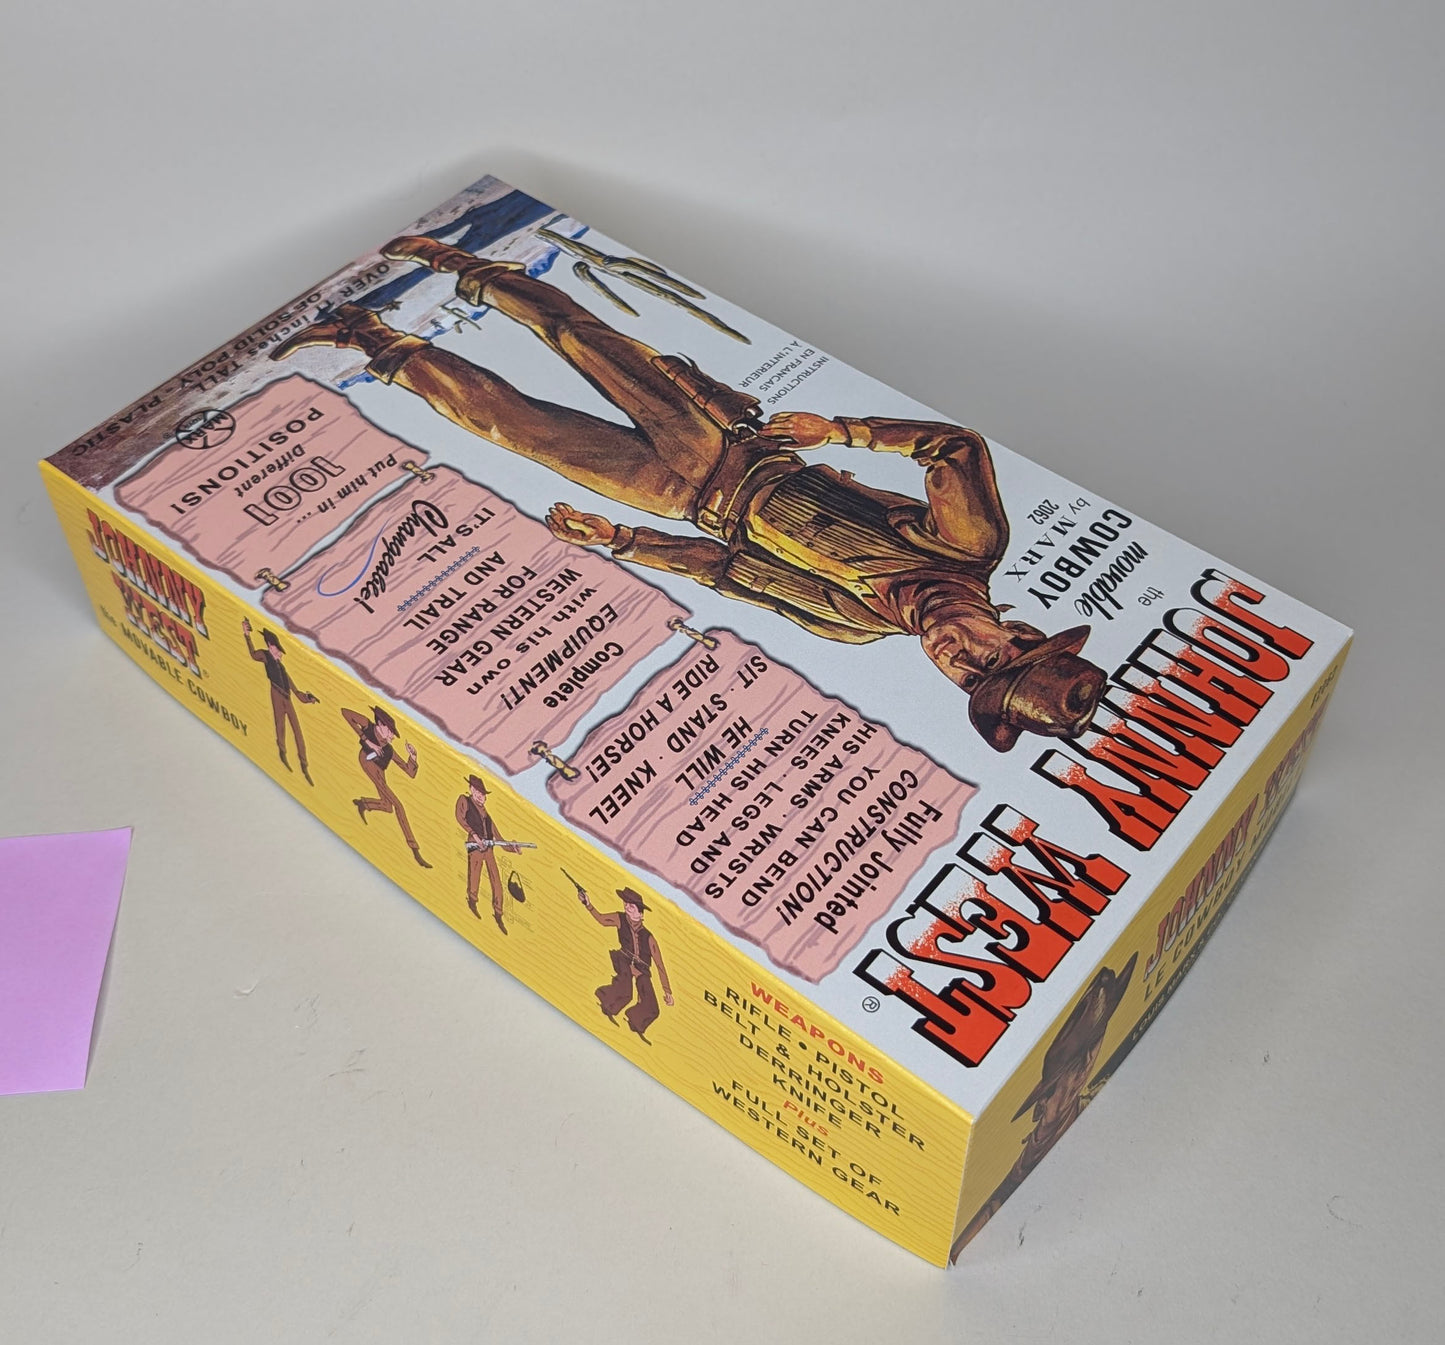 JOHNNY WEST ®
the
movable
COWBOY
by MARX
2062
INSTRUCTIONS
EN FRANCAIS
À L'INTERIEUR
Fully Jointed
CONSTRUCTION!
YOU CAN BEND
HIS ARMS . WRISTS
KNEES . LEGS AND
TURN HIS HEAD
HE WILL
SIT . STAND . KNEEL
RIDE A HORSE!
Complete
EQUIPMENT!
with his own
WESTERN GEAR
FOR RANGE
AND TRAIL
IT'S ALL
Changeable!
Put him in ...
1001
Different
POSITIONS!
MARX
OVER 11 inches TALL
OF SOLID POLY - PLASTIC
JOHNNY
WEST ®
the MOVABLE COWBOY
WEAPONS
RIFLE • PISTOL
BELT & HOLSTER
DERRINGER
KNIFE
Plus
FULL SET OF
WESTERN GEAR
JOHNNY WEST
LE COWBOY
LOUIS MARX